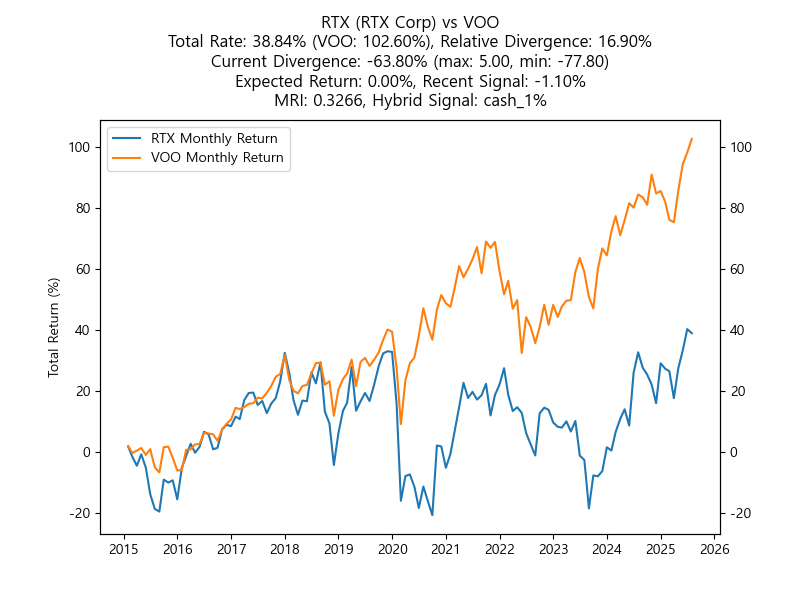 RTX (RTX Corp) vs VOO
Total Rate: 38.84% (VOO: 102.60%), Relative Divergence: 16.90%
Current Divergence: -63.80% (max: 5.00, min: -77.80)
Expected Return: 0.00%, Recent Signal: -1.10%
MRI: 0.3266, Hybrid Signal: cash_1%
RTX Monthly Return
VOO Monthly Return
Total Return (%)
100
80
60
40
20
0
-20
100
80
60
40
20
0
-20
2015 2016 2017 2018 2019 2020 2021 2022 2023 2024 2025 2026